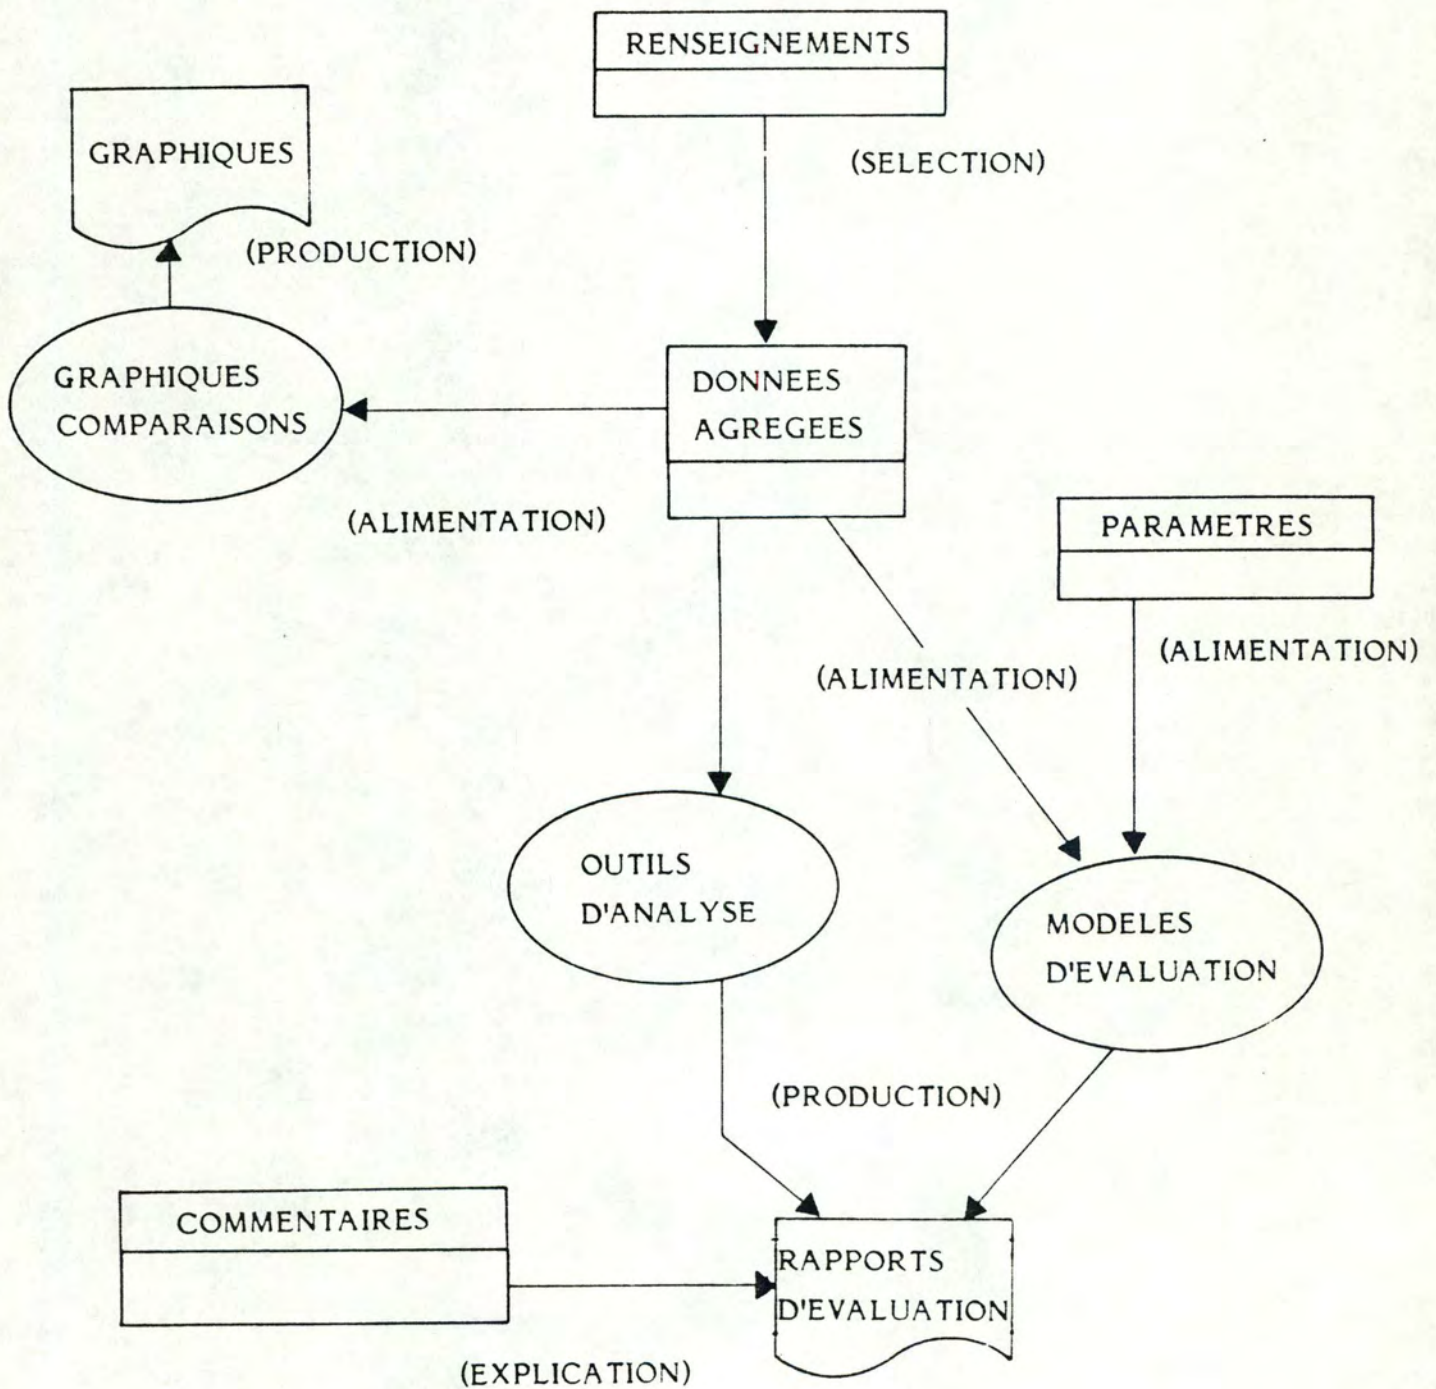 RENSEIGNEMENTS
GRAPHIQUES
(SELECTION)
(PRODUCTION)
GRAPHIQUES
COMPARAISONS
DONNEES
AGREGEES
(ALIMENTATION)
PARAMETRES
(ALIMENTATION)
(ALIMENTATION)
OUTILS
D'ANALYSE
MODELES
D'EVALUATION
(PRODUCTION)
COMMENTAIRES
RAPPORTS
D'EVALUATION
(EXPLICATION)